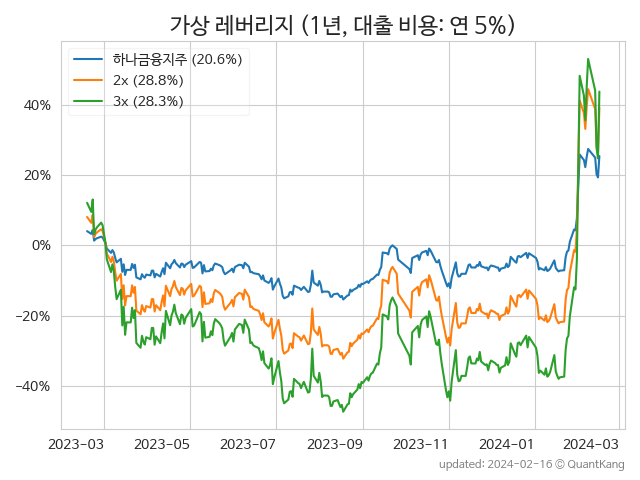 가상 레버리지 (1년, 대출 비용: 연 5%)
하나금융지주 (20.6%)
2x (28.8%)
3x (28.3%)
40%
20%
0%
−20%
−40%
2023-03 2023-05 2023-07 2023-09 2023-11 2024-01 2024-03
updated: 2024-02-16 © QuantKang